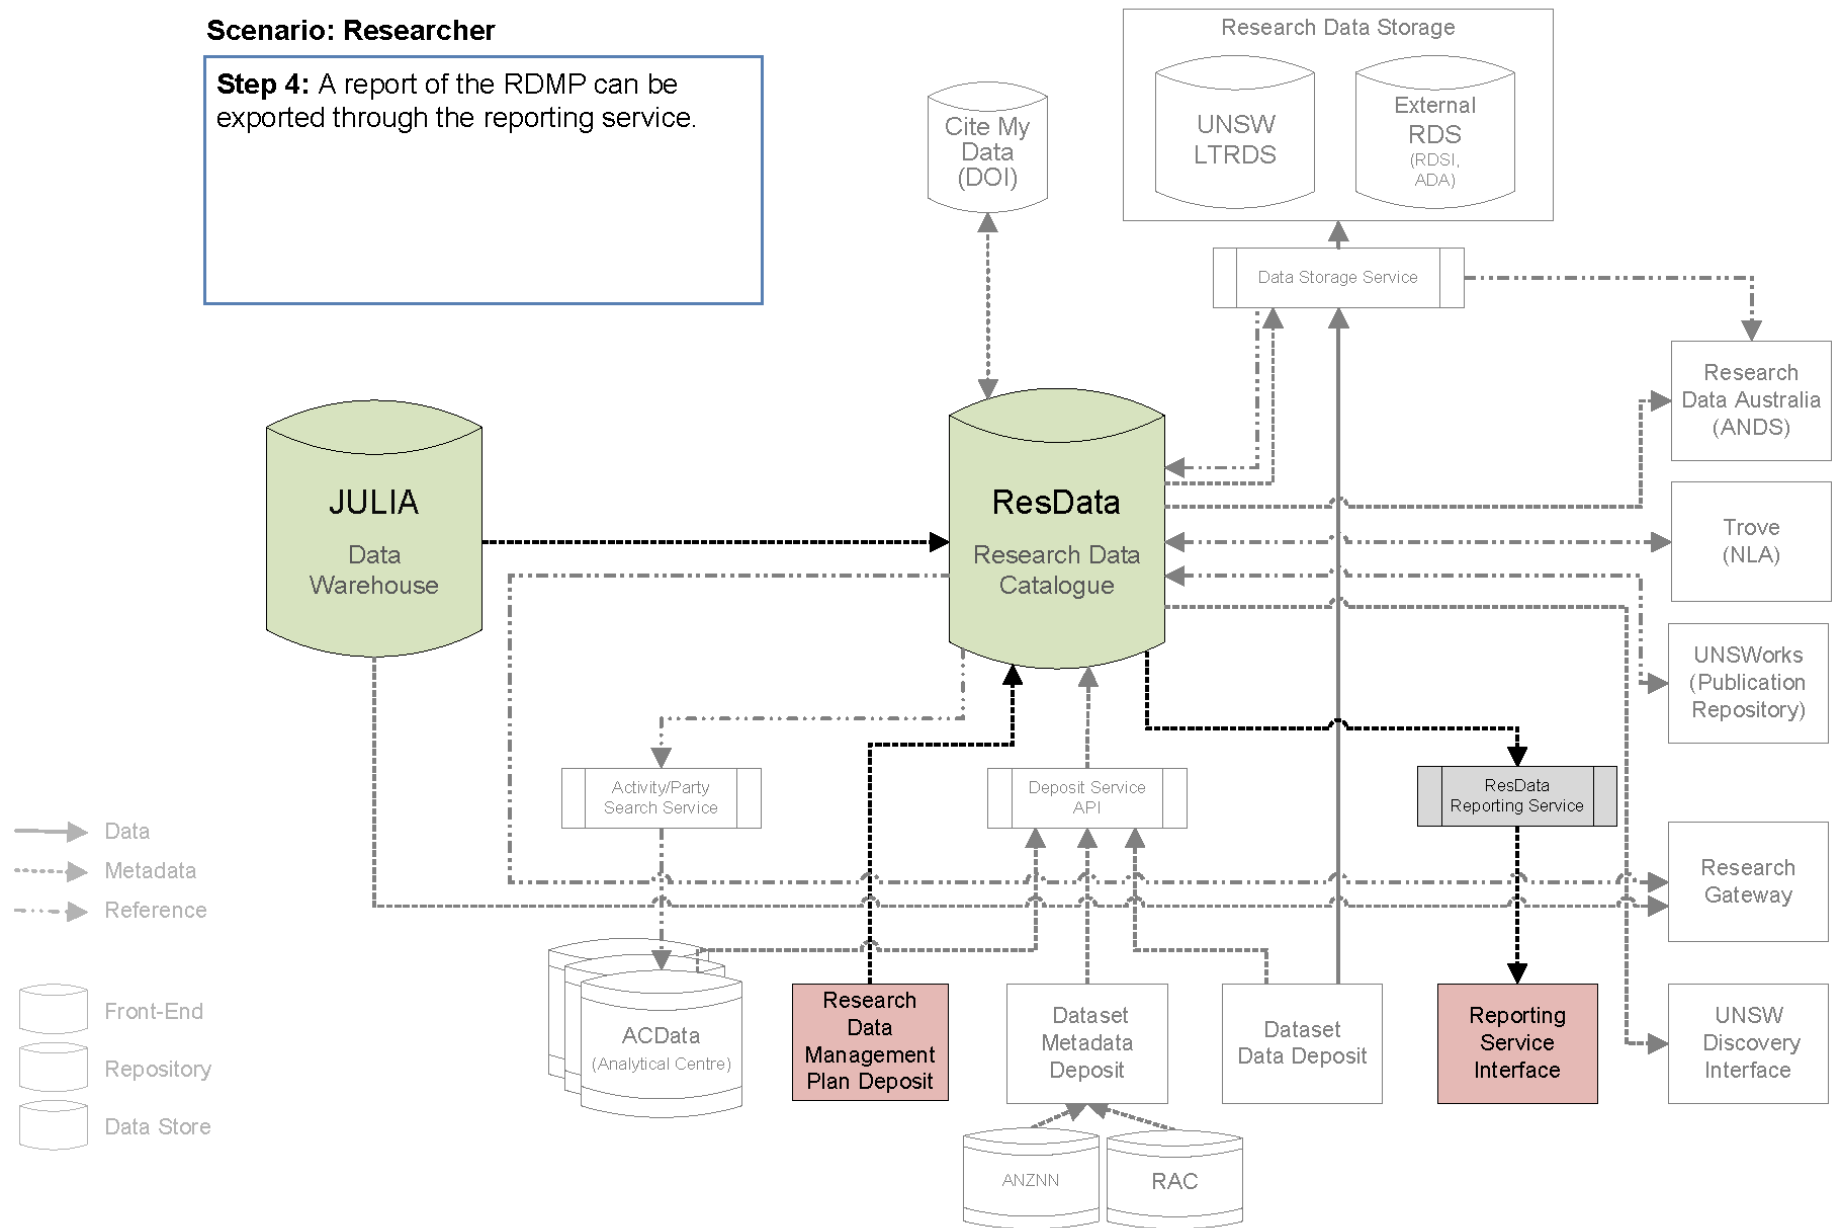 Scenario: Researcher
Step 4: A report of the RDMP can be
exported through the reporting service.
Research Data Storage
UNSW
LTRDS
External
RDS
(RDSI,
ADA)
Cite My
Data
(DOI)
Data Storage Service
Research
Data Australia
(ANDS)
JULIA
Data
Warehouse
ResData
Research Data
Catalogue
Trove
(NLA)
UNSWorks
(Publication
Repository)
Activity/Party
Search Service
Deposit Service
API
ResData
Reporting Service
Data
Metadata
Reference
Research
Gateway
Front-End
Repository
Data Store
ACData
(Analytical Centre)
Research
Data
Management
Plan Deposit
Dataset
Metadata
Deposit
Dataset
Data Deposit
Reporting
Service
Interface
UNSW
Discovery
Interface
ANZNN
RAC